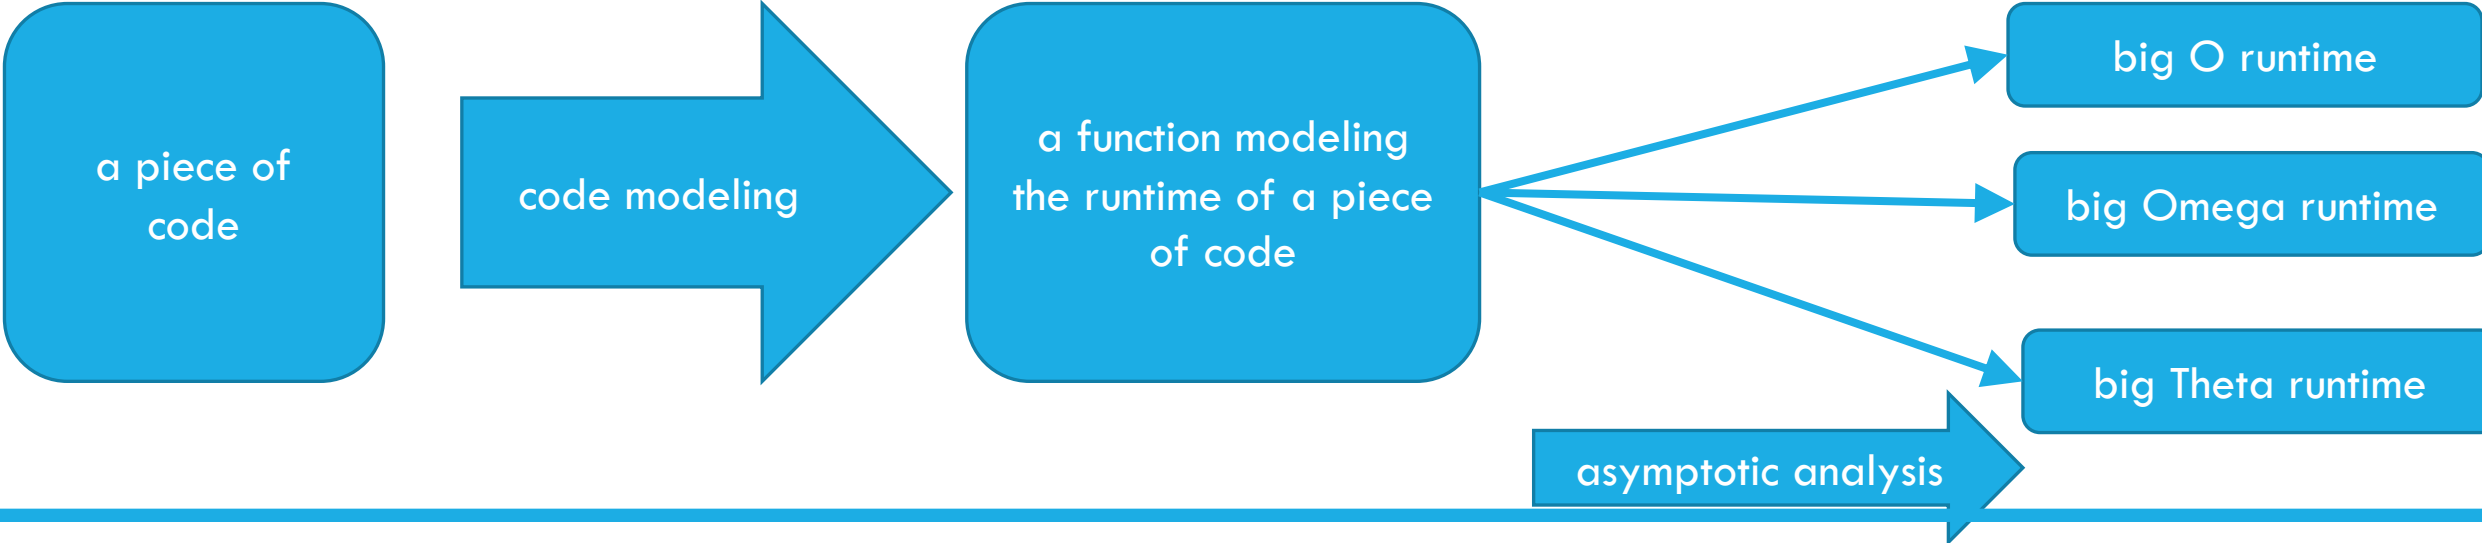 a piece of
code
code modeling
a function modeling
the runtime of a piece
of code
big O runtime
big Omega runtime
big Theta runtime
asymptotic analysis